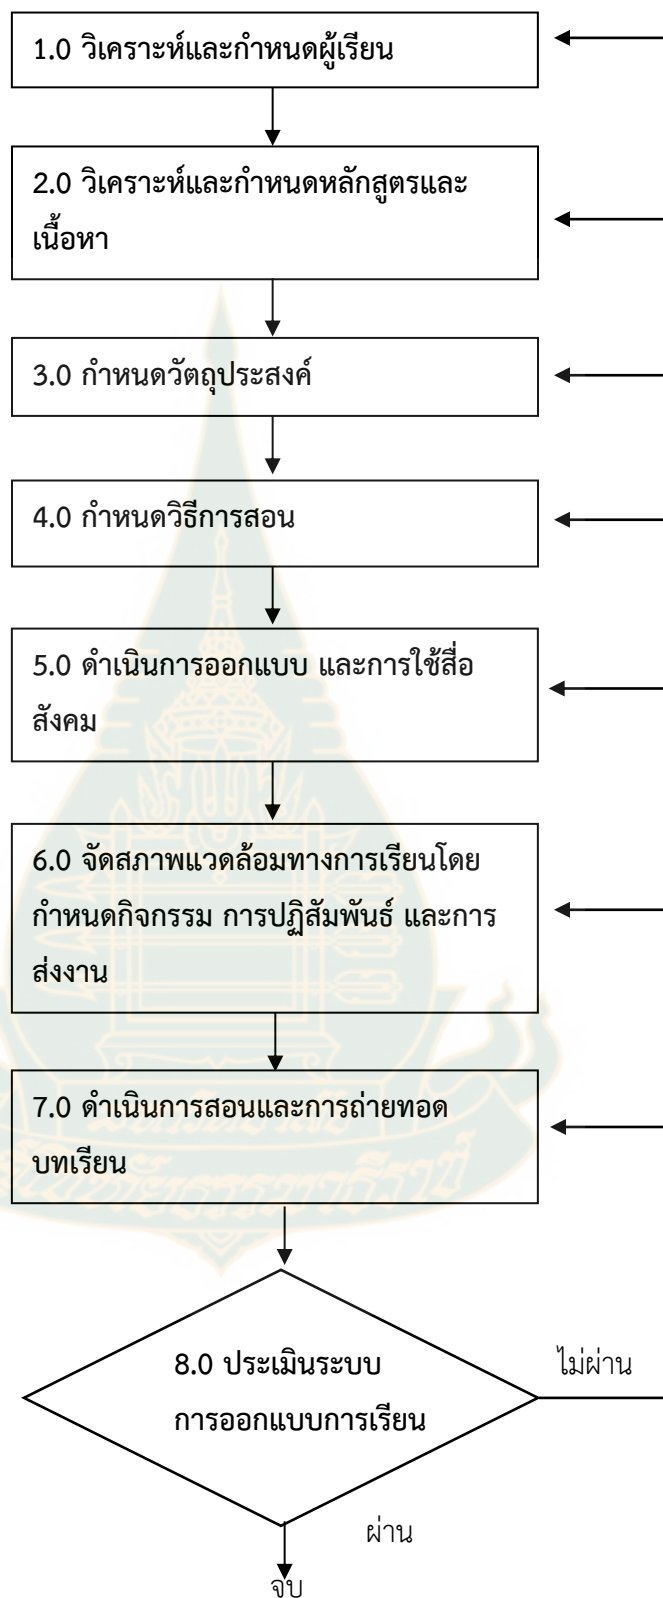 1.0 วิเคราะห์และกำหนดผู้เรียน
2.0 วิเคราะห์และกำหนดหลักสูตรและ
เนื้อหา
3.0 กำหนดวัตถุประสงค์
4.0 กำหนดวิธีการสอน
5.0 ดำเนินการออกแบบ และการใช้สื่อ
สังคม
6.0 จัดสภาพแวดล้อมทางการเรียนโดย
กำหนดกิจกรรม การปฏิสัมพันธ์ และการ
ส่งงาน
7.0 ดำเนินการสอนและการถ่ายทอด
บทเรียน
8.0 ประเมินระบบ
การออกแบบการเรียน
ไม่ผ่าน
ผ่าน
จบ